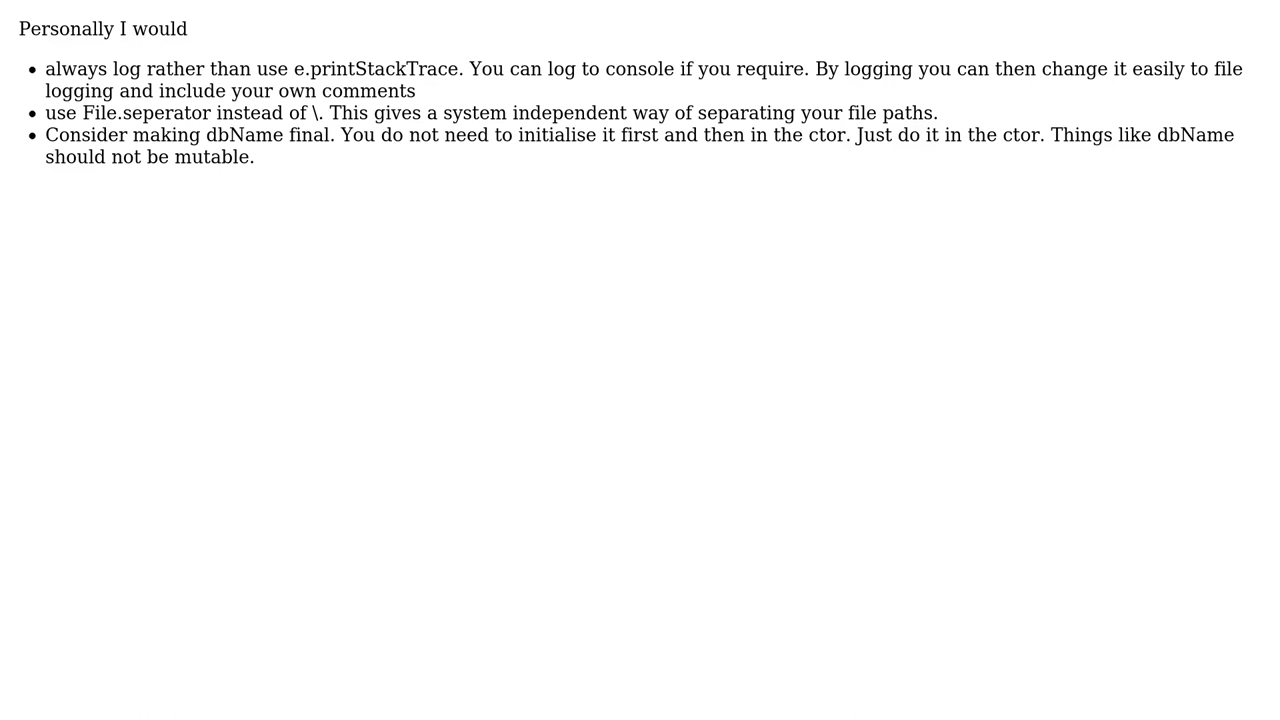 Personally I would
• always log rather than use e.printStackTrace. You can log to console if you require. By logging you can then change it easily to file
logging and include your own comments
• use File.seperator instead of \. This gives a system independent way of separating your file paths.
• Consider making dbName final. You do not need to initialise it first and then in the ctor. Just do it in the ctor. Things like dbName
should not be mutable.